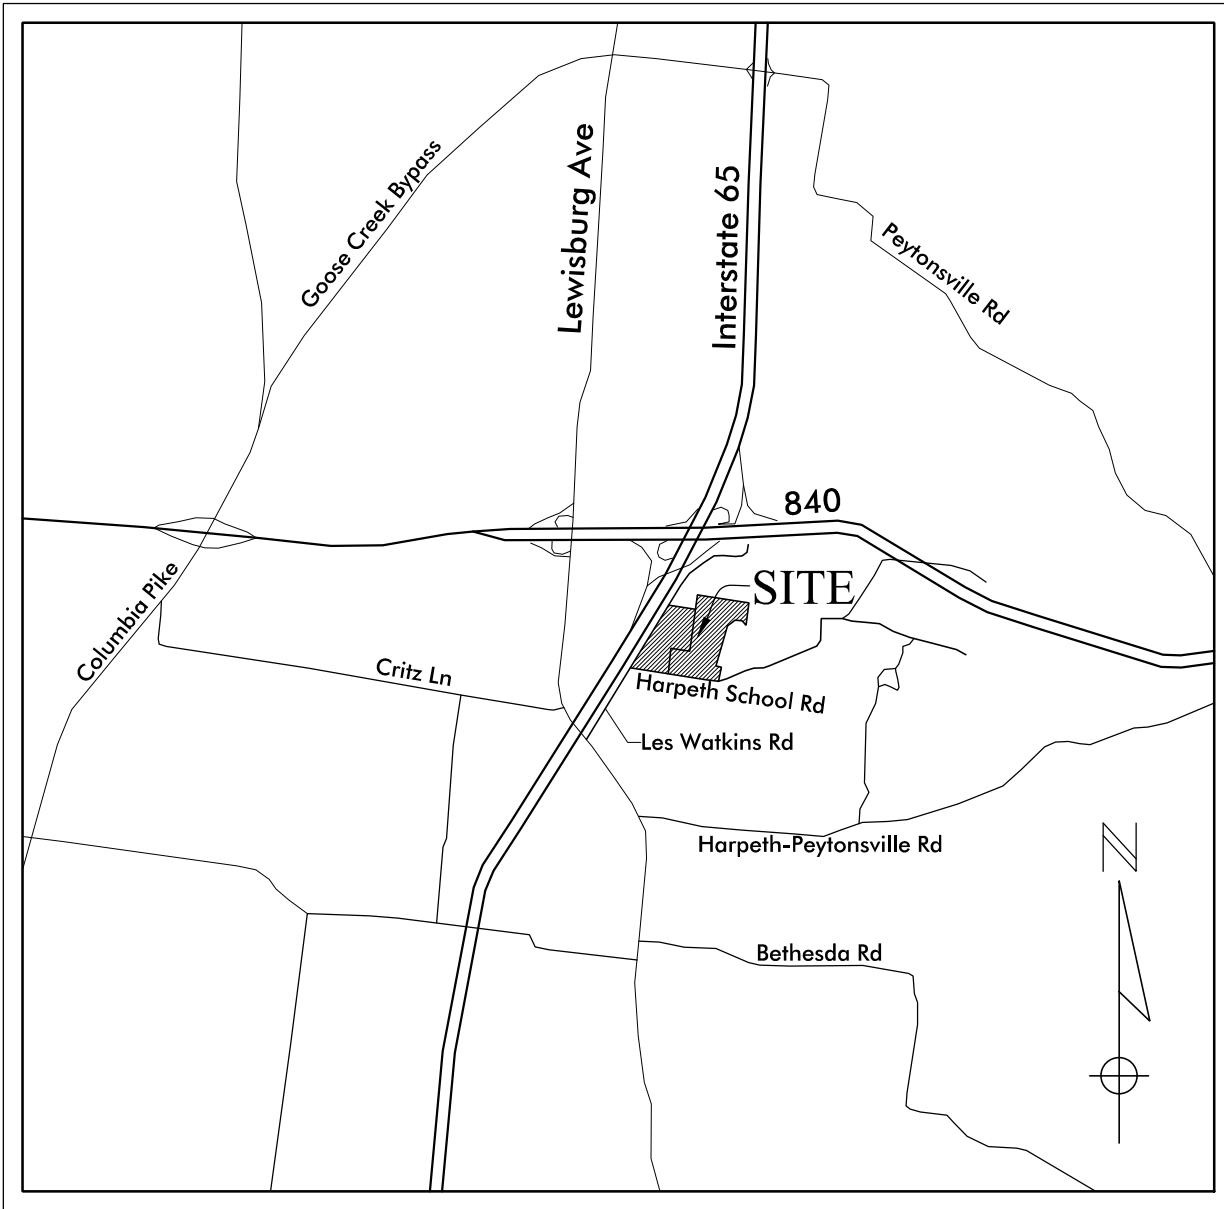 Goose Creek Bypass
Lewisburg Ave
Interstate 65
Peytonsville Rd
840
Columbia Pike
SITE
Critz Ln
Harpeth School Rd
Les Watkins Rd
Harpeth-Peytonsville Rd
N
Bethesda Rd